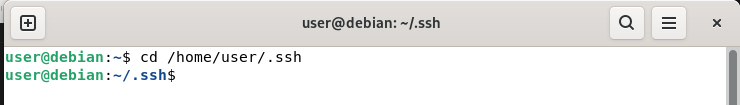 user@debian: ~/.ssh
user@debian:~$ cd /home/user/.ssh
user@debian:~/.ssh$